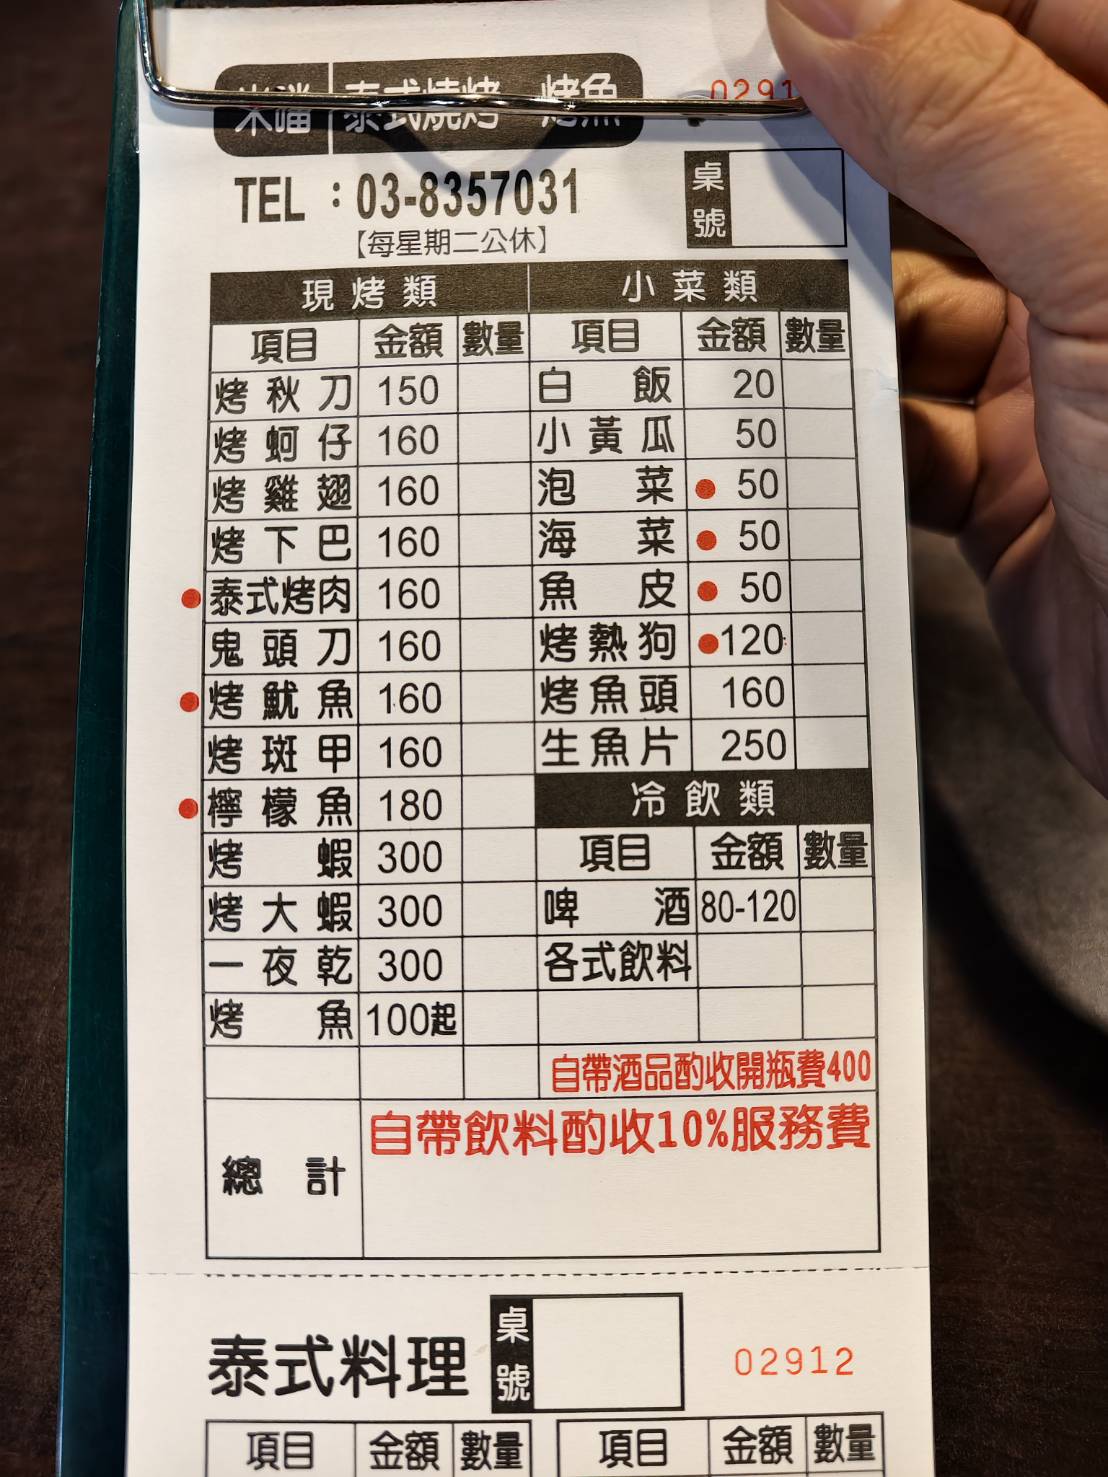 米噹 泰式燒烤 烤魚
0291
TEL：03-8357031
【每星期二公休】
桌號
現烤類 小菜類
項目 金額 數量 項目 金額 數量
烤秋刀 150 白飯 20
烤蚵仔 160 小黃瓜 50
烤雞翅 160 泡菜 ●50
烤下巴 160 海菜 ●50
●泰式烤肉 160 魚皮 ●50
鬼頭刀 160 烤熱狗 ●120
●烤魷魚 160 烤魚頭 160
烤斑甲 160 生魚片 250
●檸檬魚 180 冷飲類
烤蝦 300 項目 金額 數量
烤大蝦 300 啤酒 80-120
一夜乾 300 各式飲料
烤魚 100起
自帶酒品酌收開瓶費400
自帶飲料酌收10%服務費
總計
泰式料理 桌號 02912
項目 金額 數量 項目 金額 數量